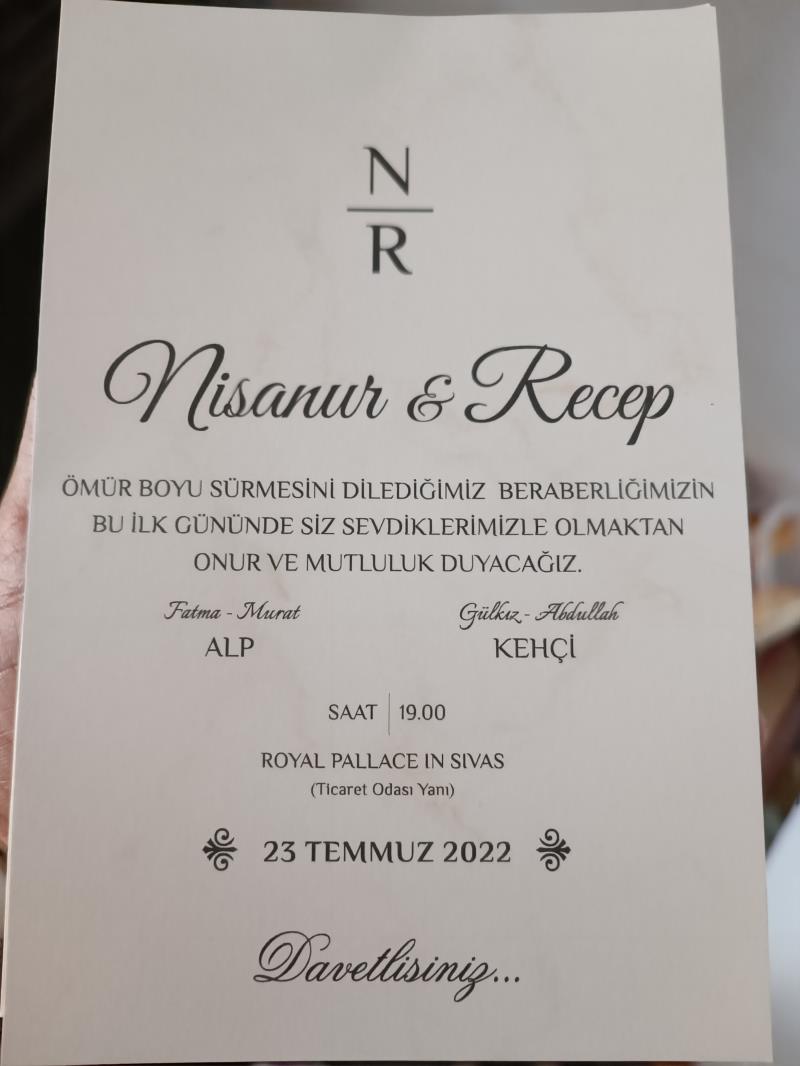 N
R
Nisanur & Recep
ÖMÜR BOYU SÜRMESİNİ DİLEDİĞİMİZ BERABERLİĞİMİZİN
BU İLK GÜNÜNDE SİZ SEVDİKLERİMİZLE OLMAKTAN
ONUR VE MUTLULUK DUYACAĞIZ.
Fatma - Murat Gülkız - Abdullah
ALP KEHÇİ
SAAT 19.00
ROYAL PALLACE IN SIVAS
(Ticaret Odası Yanı)
23 TEMMUZ 2022
Davetlisiniz...